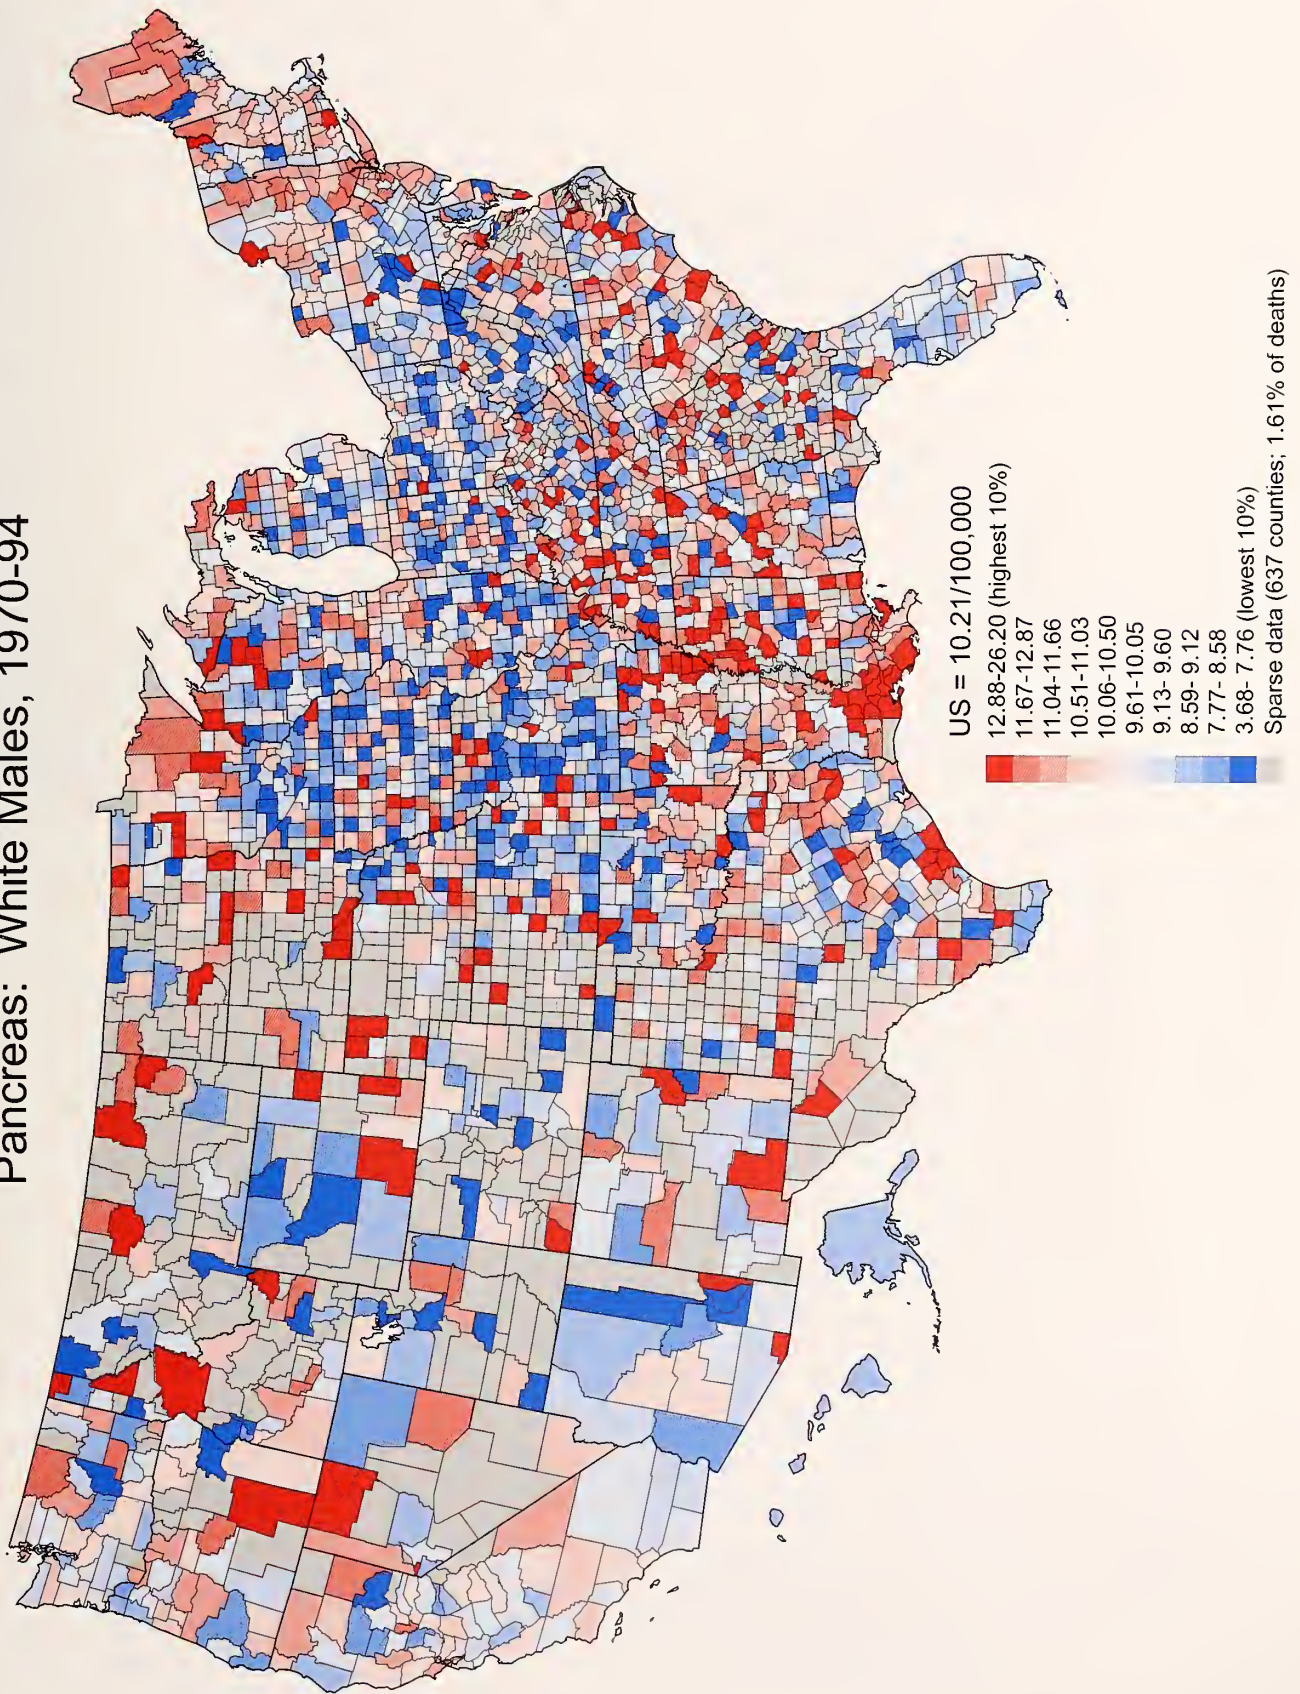 Pancreas: White Males, 1970-94
US = 10.21/100,000
12.88-26.20 (highest 10%)
11.67-12.87
11.04-11.66
10.51-11.03
10.06-10.50
9.61-10.05
9.13- 9.60
8.59- 9.12
7.77- 8.58
3.68- 7.76 (lowest 10%)
Sparse data (637 counties; 1.61% of deaths)